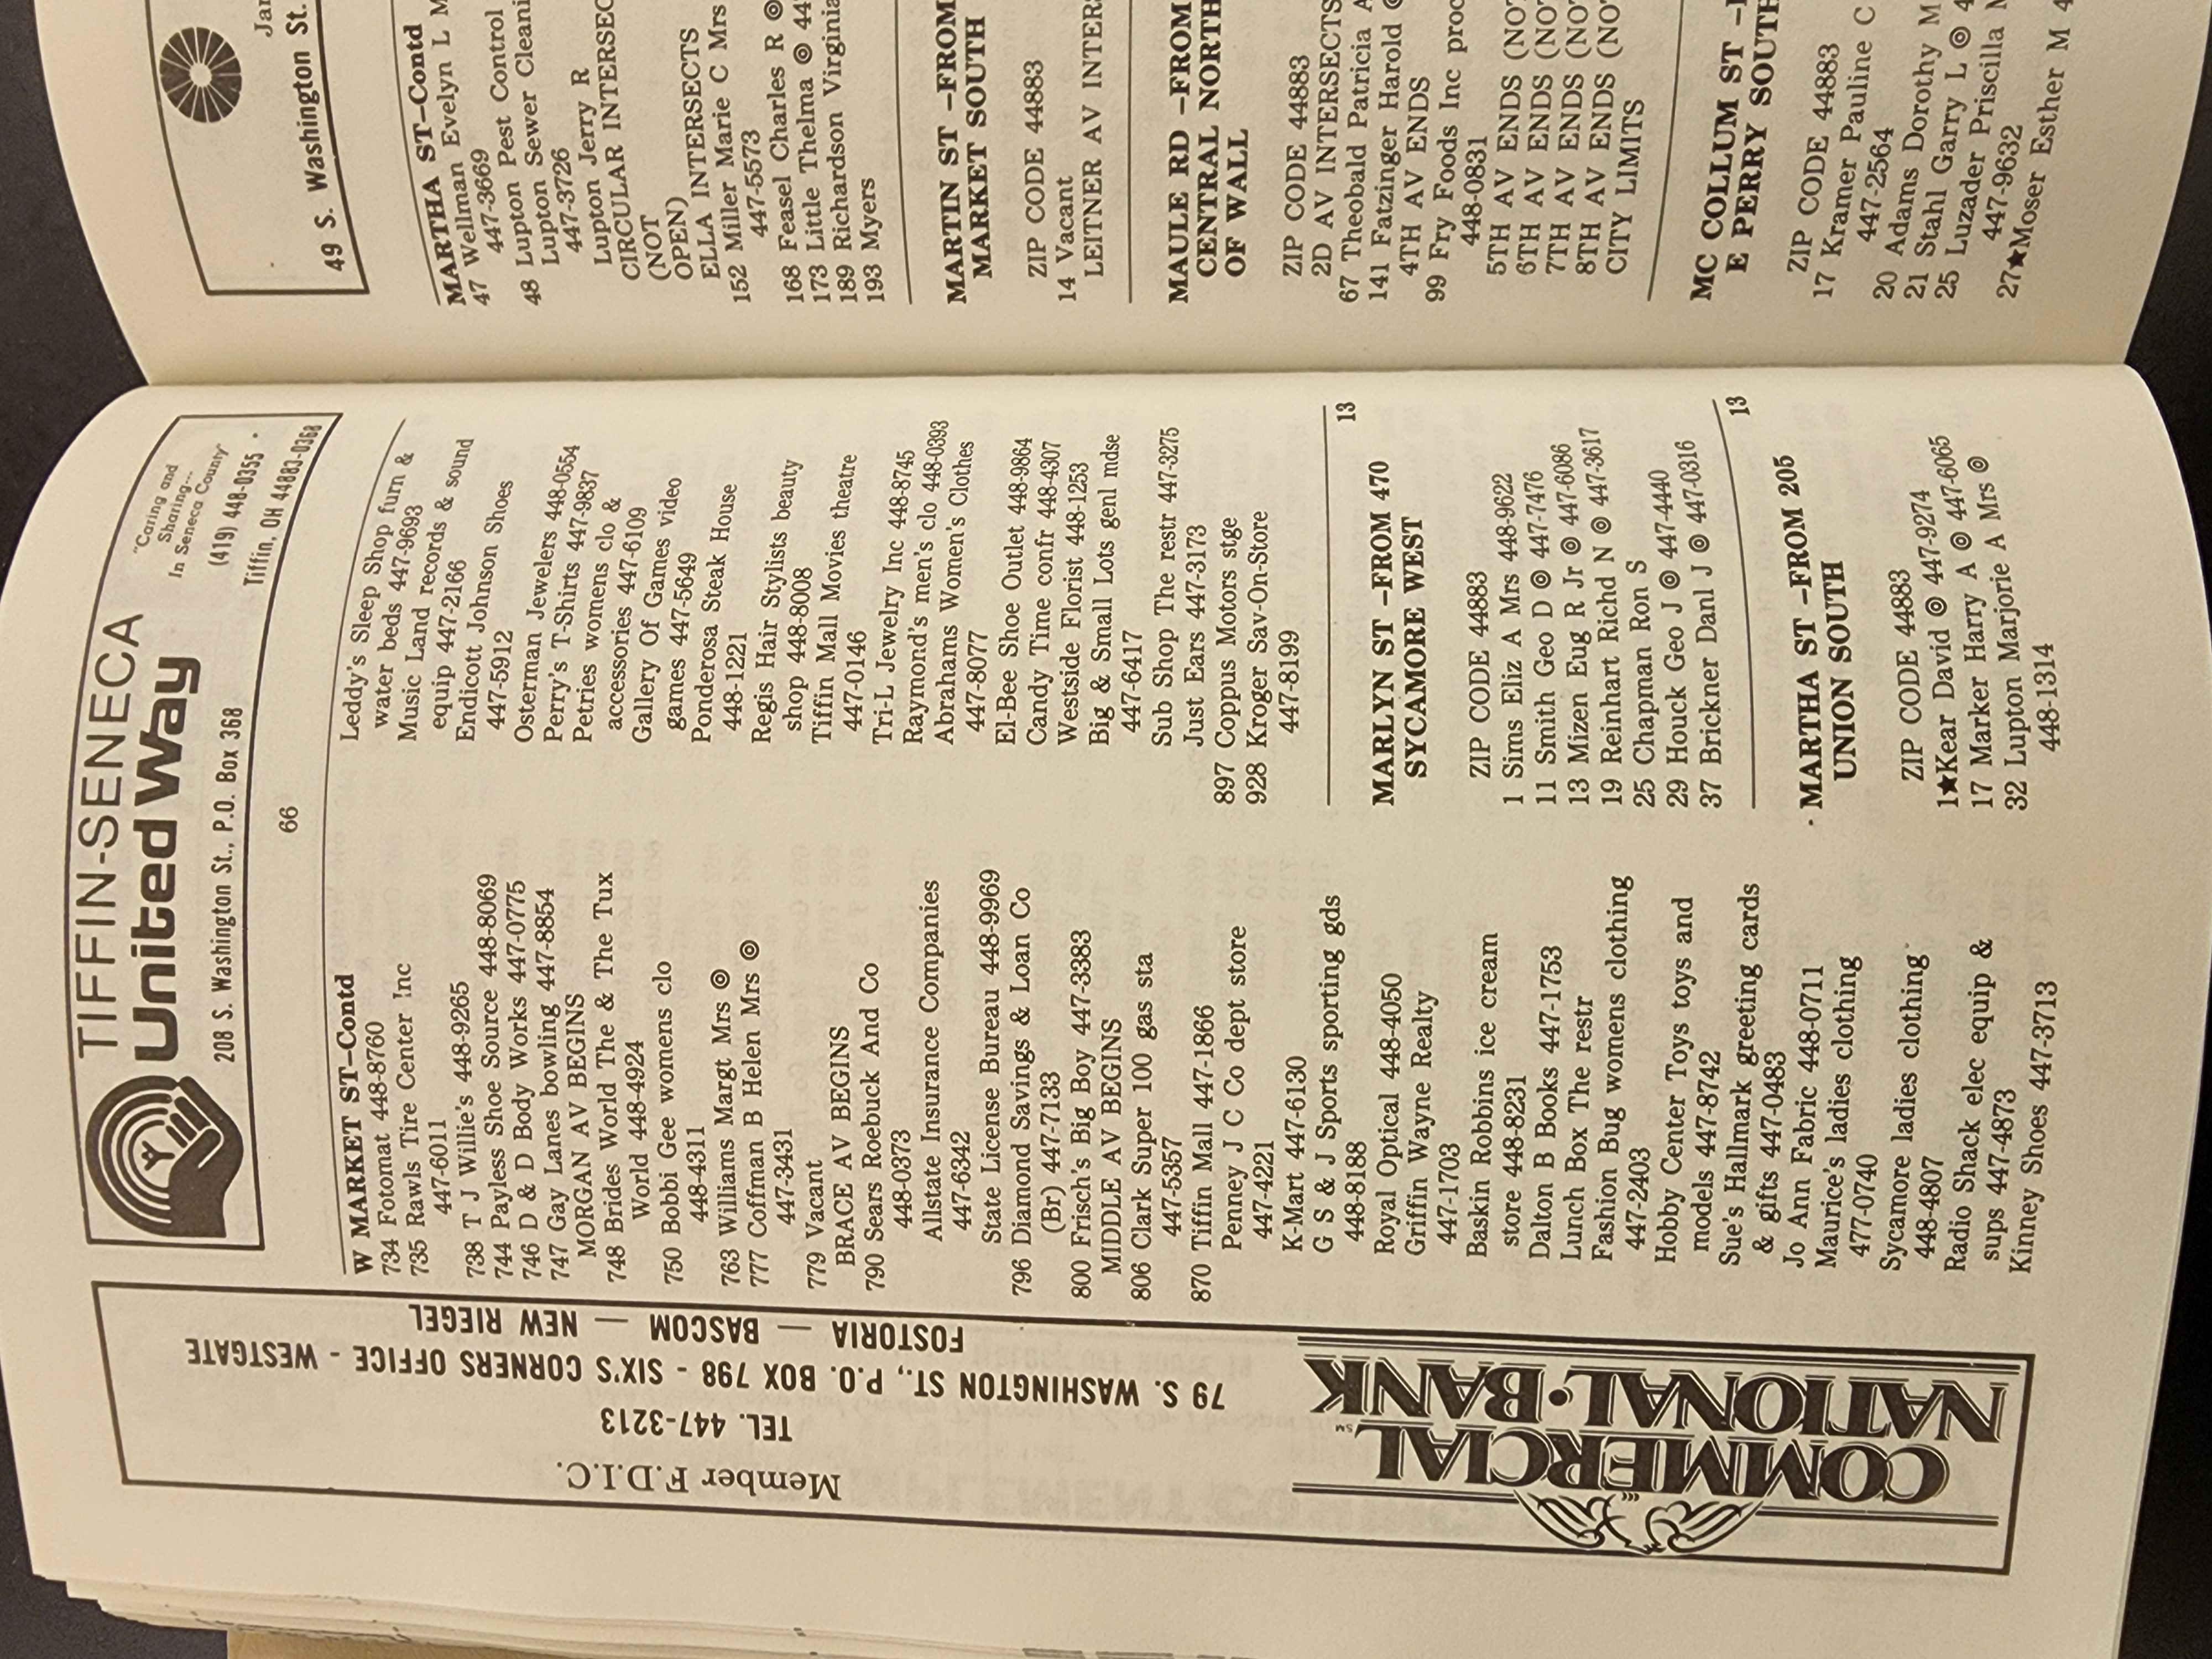 TIFFIN-SENECA
United Way
"Caring and
Sharing...
In Seneca County"
208 S. Washington St., P.O. Box 368
(419) 448-0355
Tiffin, OH 44883-0368
66
W MARKET ST–Contd
734 Fotomat 448-8760
735 Rawls Tire Center Inc
447-6011
738 T J Willie's 448-9265
744 Payless Shoe Source 448-8069
746 D & D Body Works 447-0775
747 Gay Lanes bowling 447-8854
MORGAN AV BEGINS
748 Brides World The & The Tux
World 448-4924
750 Bobbi Gee womens clo
448-4311
763 Williams Margt Mrs ◎
777 Coffman B Helen Mrs ◎
447-3431
779 Vacant
BRACE AV BEGINS
790 Sears Roebuck And Co
448-0373
Allstate Insurance Companies
447-6342
State License Bureau 448-9969
796 Diamond Savings & Loan Co
(Br) 447-7133
800 Frisch's Big Boy 447-3383
MIDDLE AV BEGINS
806 Clark Super 100 gas sta
447-5357
870 Tiffin Mall 447-1866
Penney J C Co dept store
447-4221
K-Mart 447-6130
G S & J Sports sporting gds
448-8188
Royal Optical 448-4050
Griffin Wayne Realty
447-1703
Baskin Robbins ice cream
store 448-8231
Dalton B Books 447-1753
Lunch Box The restr
Fashion Bug womens clothing
447-2403
Hobby Center Toys toys and
models 447-8742
Sue's Hallmark greeting cards
& gifts 447-0483
Jo Ann Fabric 448-0711
Maurice's ladies clothing
477-0740
Sycamore ladies clothing
448-4807
Radio Shack elec equip &
sups 447-4873
Kinney Shoes 447-3713
Leddy's Sleep Shop furn &
water beds 447-9693
Music Land records & sound
equip 447-2166
Endicott Johnson Shoes
447-5912
Osterman Jewelers 448-0554
Perry's T-Shirts 447-9837
Petries womens clo &
accessories 447-6109
Gallery Of Games video
games 447-5649
Ponderosa Steak House
448-1221
Regis Hair Stylists beauty
shop 448-8008
Tiffin Mall Movies theatre
447-0146
Tri-L Jewelry Inc 448-8745
Raymond's men's clo 448-0393
Abrahams Women's Clothes
447-8077
El-Bee Shoe Outlet 448-9864
Candy Time confr 448-4307
Westside Florist 448-1253
Big & Small Lots genl mdse
447-6417
Sub Shop The restr 447-3275
Just Ears 447-3173
897 Coppus Motors stge
928 Kroger Sav-On-Store
447-8199
13
MARLYN ST –FROM 470
SYCAMORE WEST
ZIP CODE 44883
1 Sims Eliz A Mrs 448-9622
11 Smith Geo D ◎ 447-7476
13 Mizen Eug R Jr ◎ 447-6086
19 Reinhart Richd N ◎ 447-3617
25 Chapman Ron S
29 Houck Geo J ◎ 447-4440
37 Brickner Danl J ◎ 447-0316
13
MARTHA ST –FROM 205
UNION SOUTH
ZIP CODE 44883
1★Kear David ◎ 447-9274
17 Marker Harry A ◎ 447-6065
32 Lupton Marjorie A Mrs ◎
448-1314
COMMERCIAL
NATIONAL·BANK
SM
79 S. WASHINGTON ST., P.O. BOX 798 - SIX'S CORNERS OFFICE - WESTGATE
FOSTORIA — BASCOM — NEW RIEGEL
TEL. 447-3213
Member F.D.I.C.
Jar
49 S. Washington St.
MARTHA ST–Contd
47 Wellman Evelyn L M
447-3669
48 Lupton Pest Control
Lupton Sewer Cleani
447-3726
Lupton Jerry R
CIRCULAR INTERSEC
(NOT
OPEN)
ELLA INTERSECTS
152 Miller Marie C Mrs
447-5573
168 Feasel Charles R ◎
173 Little Thelma ◎ 44
189 Richardson Virginia
193 Myers
MARTIN ST –FROM
MARKET SOUTH
ZIP CODE 44883
14 Vacant
LEITNER AV INTER
MAULE RD –FROM
CENTRAL NORTH
OF WALL
ZIP CODE 44883
2D AV INTERSECTS
67 Theobald Patricia A
141 Fatzinger Harold ◎
4TH AV ENDS
99 Fry Foods Inc proc
448-0831
5TH AV ENDS (NO
6TH AV ENDS (NO
7TH AV ENDS (NO
8TH AV ENDS (NO
CITY LIMITS
MC COLLUM ST –
E PERRY SOUTH
ZIP CODE 44883
17 Kramer Pauline C
447-2564
20 Adams Dorothy M
21 Stahl Garry L ◎ 4
25 Luzader Priscilla
447-9632
27★Moser Esther M 4